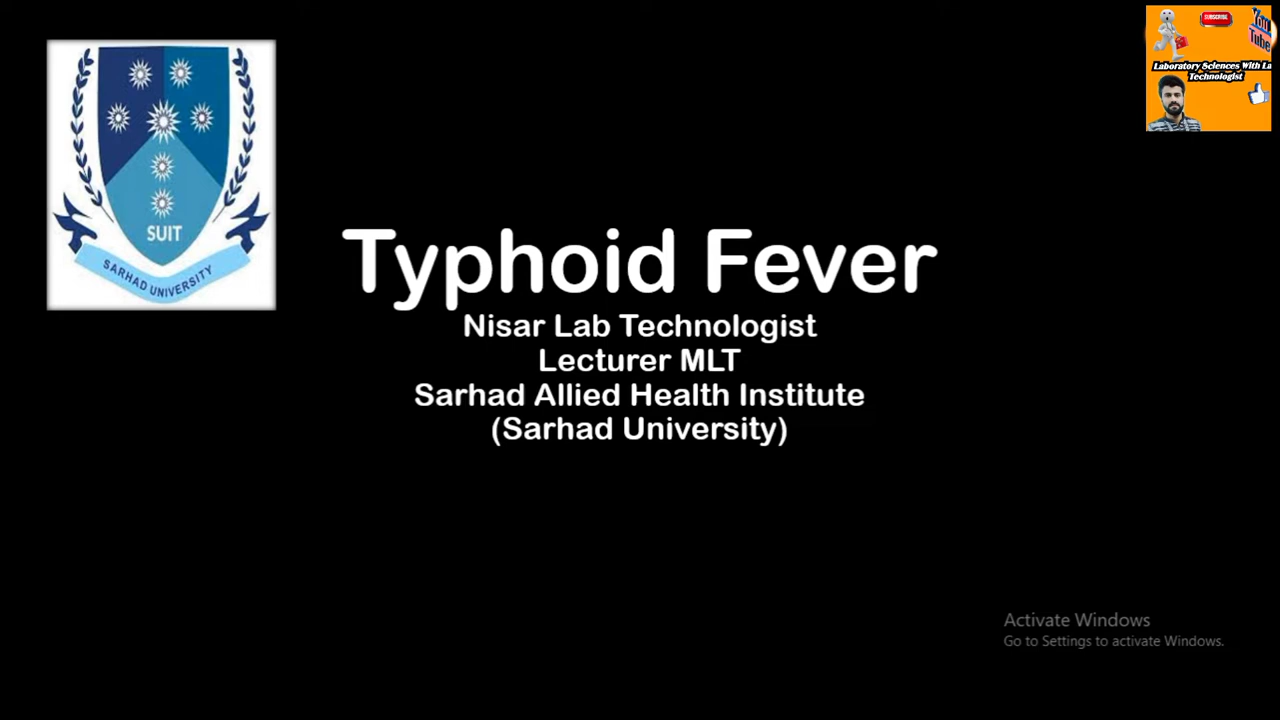 SUBSCRIBE
You
Tube
Laboratory Sciences With La
Technologist
SUIT
SARHAD UNIVERSITY
Typhoid Fever
Nisar Lab Technologist
Lecturer MLT
Sarhad Allied Health Institute
(Sarhad University)
Activate Windows
Go to Settings to activate Windows.